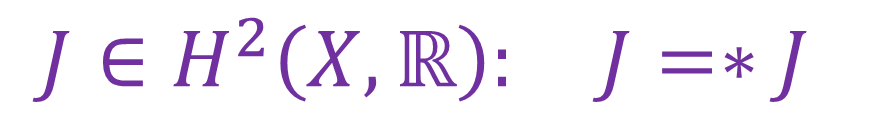 𝐽 ∈ 𝐻²(𝑋, ℝ): 𝐽 =∗ 𝐽